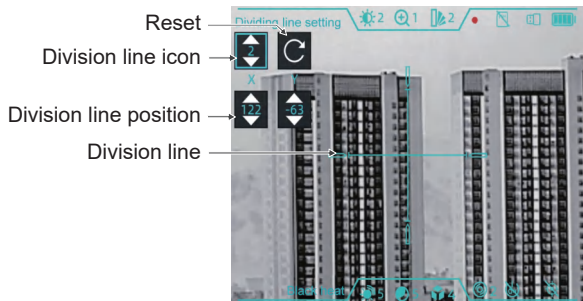 Reset
Dividing line setting 2 1 2
Division line icon
2
X
Division line position
122 -63
Division line
Black heat 5